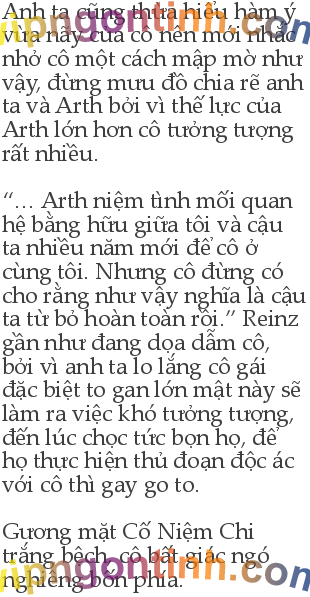 Anh ta cũng thừa hiểu hàm ý
vừa nãy của cô nên mới nhắc
nhở cô một cách mập mờ như
vậy, đừng mưu đồ chia rẽ anh
ta và Arth bởi vì thế lực của
Arth lớn hơn cô tưởng tượng
rất nhiều.
“... Arth niệm tình mối quan
hệ bằng hữu giữa tôi và cậu
ta nhiều năm mới để cô ở
cùng tôi. Nhưng cô đừng có
cho rằng như vậy nghĩa là cậu
ta từ bỏ hoàn toàn rồi.” Reinz
gần như đang dọa dẫm cô,
bởi vì anh ta lo lắng cô gái
đặc biệt to gan lớn mật này sẽ
làm ra việc khó tưởng tượng,
đến lúc chọc tức bọn họ, để
họ thực hiện thủ đoạn độc ác
với cô thì gay go to.
Gương mặt Cố Niệm Chi
trắng bệch, cô bất giác ngó
nghiêng bốn phía.
vipngontinh.com
vipngontinh.com